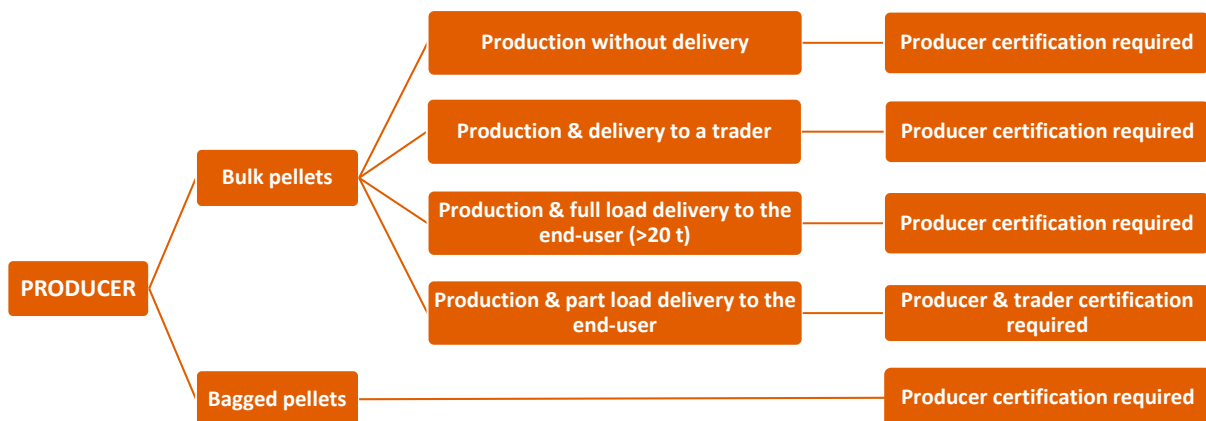 Production without delivery
Producer certification required
Production & delivery to a trader
Producer certification required
Bulk pellets
Production & full load delivery to the
end-user (>20 t)
Producer certification required
PRODUCER
Production & part load delivery to the
end-user
Producer & trader certification
required
Bagged pellets
Producer certification required